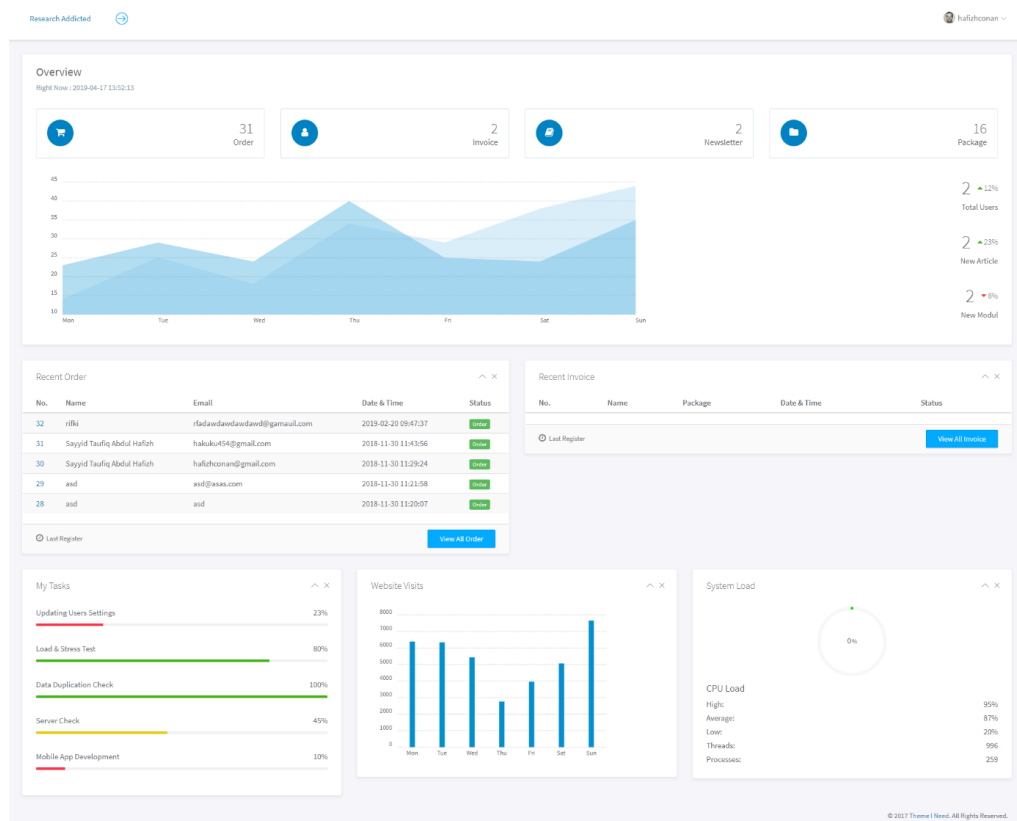 Research Addicted
hafizhconan
Overview
Right Now : 2019-04-17 13:52:13
31
Order
2
Invoice
2
Newsletter
16
Package
45
40
35
30
25
20
15
10
Mon Tue Wed Thu Fri Sat Sun
2 12%
Total Users
2 23%
New Article
2 8%
New Modul
Recent Order
No. Name Email Date & Time Status
32 rifki rfadawdawdawdawd@gamauil.com 2019-02-20 09:47:37 Order
31 Sayyid Taufiq Abdul Hafizh hakuku454@gmail.com 2018-11-30 11:43:56 Order
30 Sayyid Taufiq Abdul Hafizh hafizhconan@gmail.com 2018-11-30 11:29:24 Order
29 asd asd@asas.com 2018-11-30 11:21:58 Order
28 asd asd 2018-11-30 11:20:07 Order
Last Register View All Order
Recent Invoice
No. Name Package Date & Time Status
Last Register View All Invoice
My Tasks
Updating Users Settings 23%
Load & Stress Test 80%
Data Duplication Check 100%
Server Check 45%
Mobile App Development 10%
Website Visits
8000
7000
6000
5000
4000
3000
2000
1000
0
Mon Tue Wed Thu Fri Sat Sun
System Load
0%
CPU Load
High: 95%
Average: 87%
Low: 20%
Threads: 996
Processes: 259
© 2017 Theme I Need. All Rights Reserved.